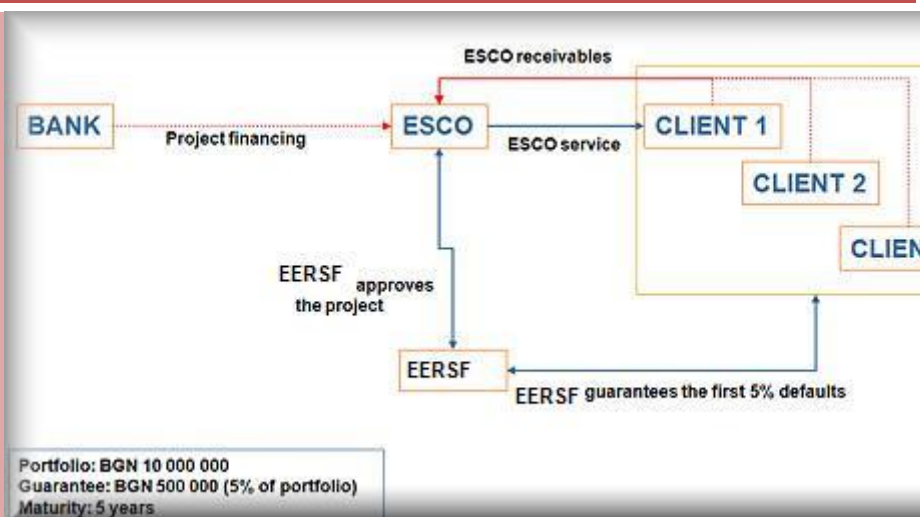 ESCO receivables
BANK
Project financing
ESCO
ESCO service
CLIENT 1
CLIENT 2
CLIEN
EERSF approves
the project
EERSF
EERSF guarantees the first 5% defaults
Portfolio: BGN 10 000 000
Guarantee: BGN 500 000 (5% of portfolio)
Maturity: 5 years